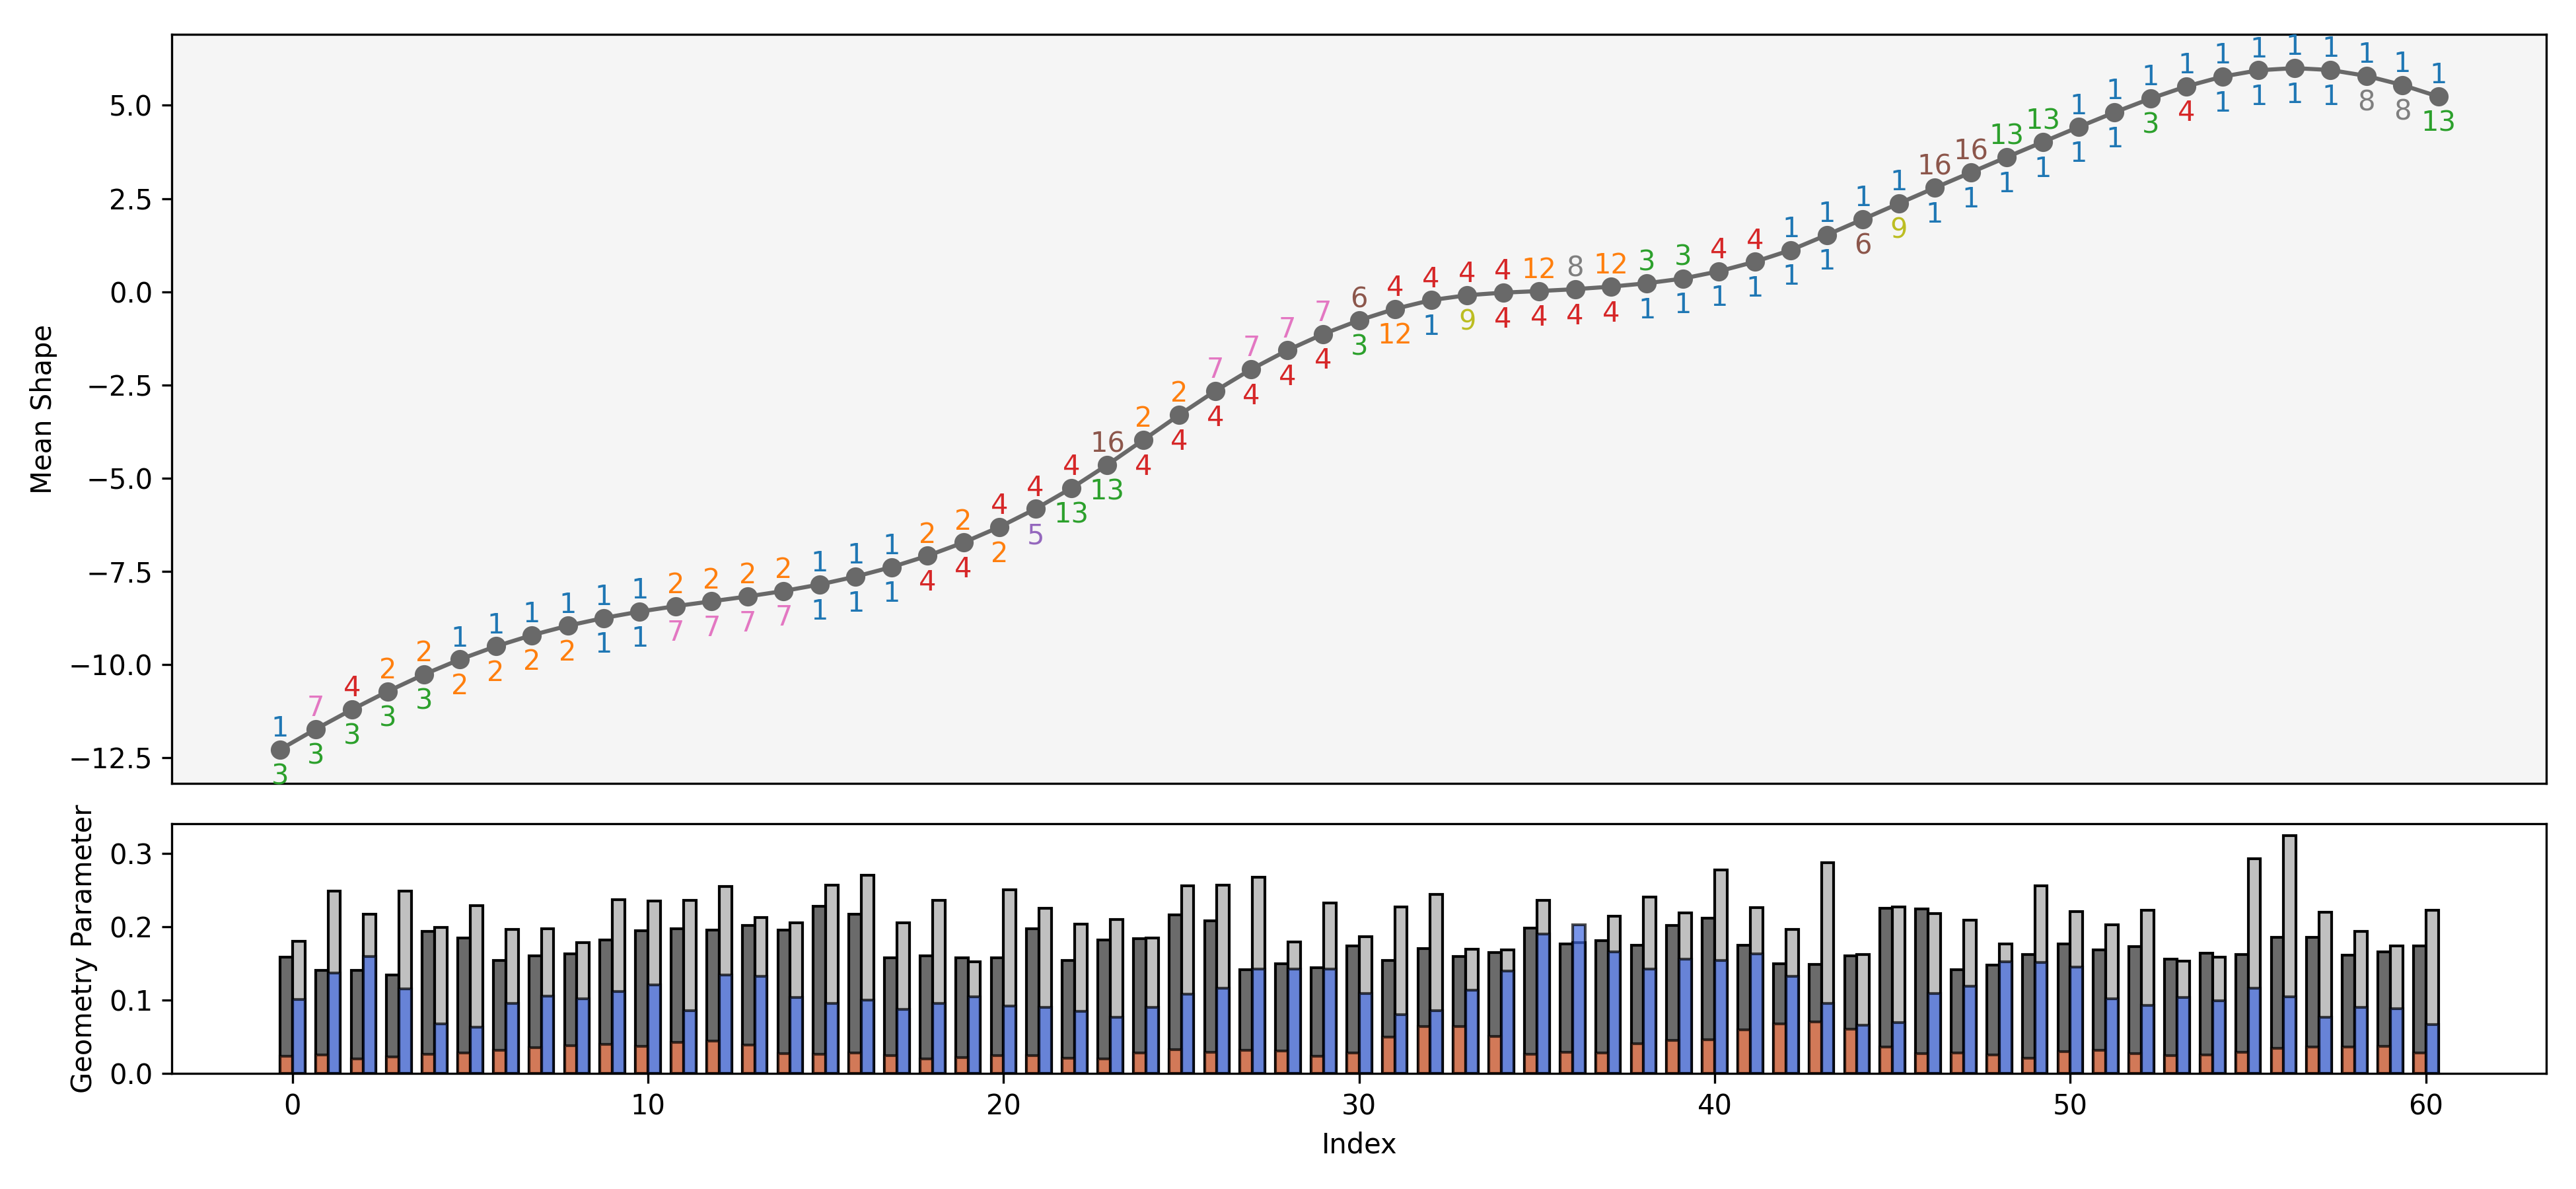 Mean Shape
5.0
2.5
0.0
−2.5
−5.0
−7.5
−10.0
−12.5
1 7 4 2 2 1 1 1 1 1 1 2 2 2 2 1 1 1 2 2 4 4 4 16 2 2 7 7 7 7 6 4 4 4 4 12 8 12 3 3 4 4 1 1 1 1 16 16 13 13 1 1 1 1 1 1 1 1 1 1 1
3 3 3 3 3 2 2 2 2 1 1 7 7 7 7 1 1 1 4 4 2 5 13 13 4 4 4 4 4 4 3 12 1 9 4 4 4 4 1 1 1 1 1 1 6 9 1 1 1 1 1 1 3 4 1 1 1 1 8 8 13
Geometry Parameter
0.3
0.2
0.1
0.0
0 10 20 30 40 50 60
Index